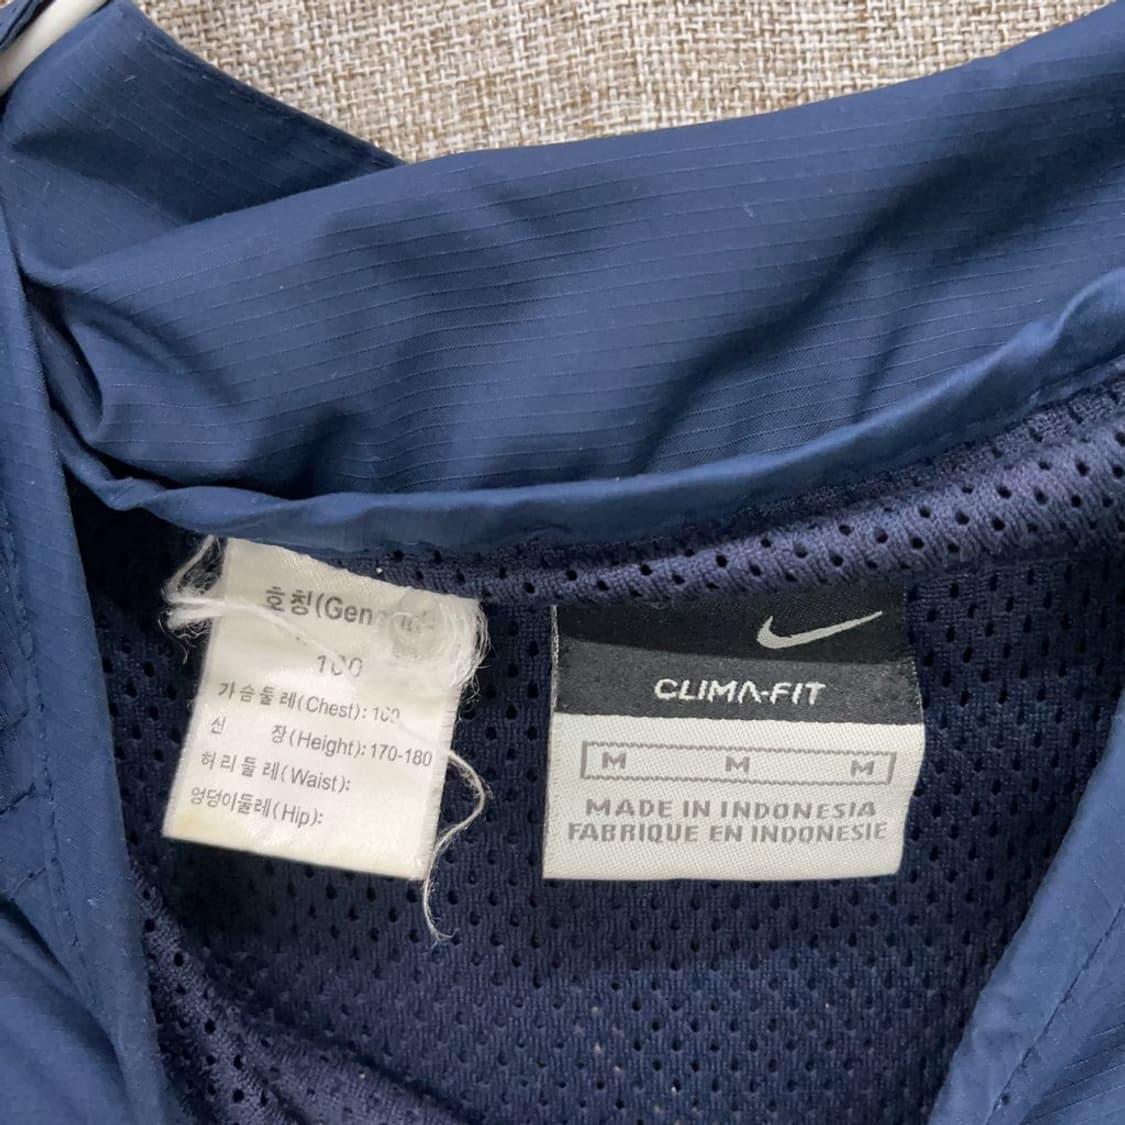 호칭(Gen
100
가슴둘레(Chest): 100
신 장(Height): 170-180
허리둘레(Waist):
엉덩이둘레(Hip):
CLIMA-FIT
M M M
MADE IN INDONESIA
FABRIQUE EN INDONESIE